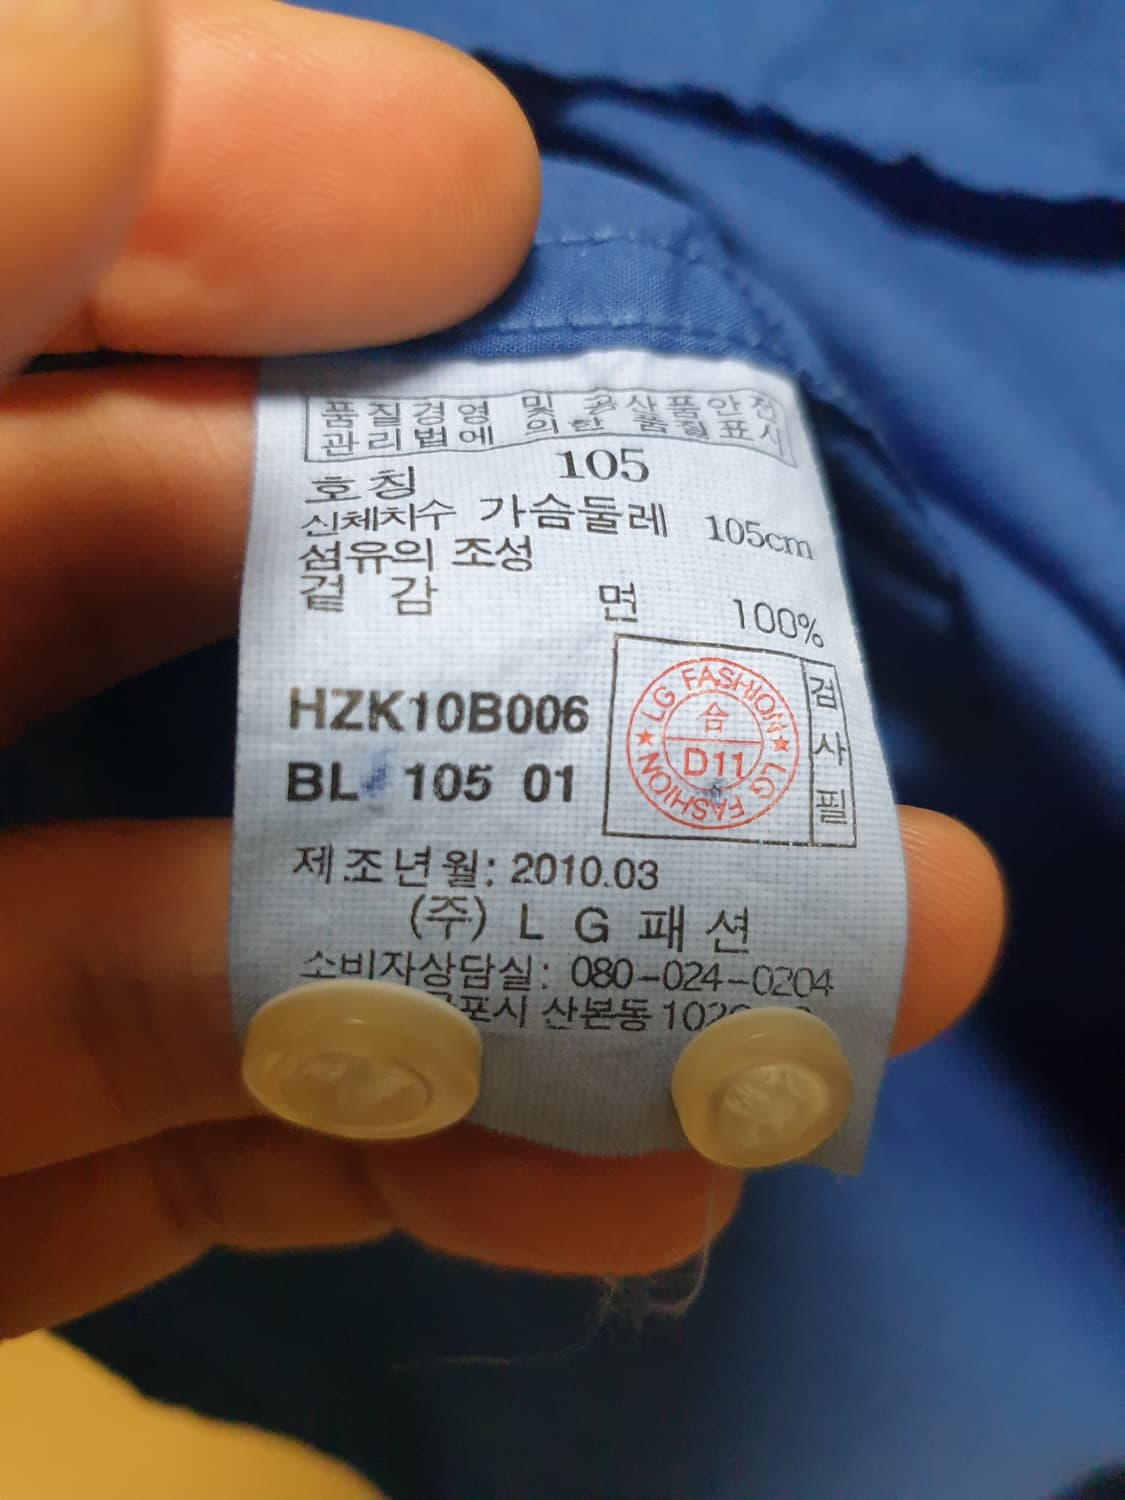 품질경영 및 공산품안전
관리법에 의한 품질표시
호칭 105
신체치수 가슴둘레 105cm
섬유의 조성
겉 감 면 100%
HZK10B006
BL 105 01
LG FASHION ★ LG FASHION ★
合
D11
검사필
제조년월: 2010.03
(주) L G 패션
소비자상담실: 080-024-0204
산본동